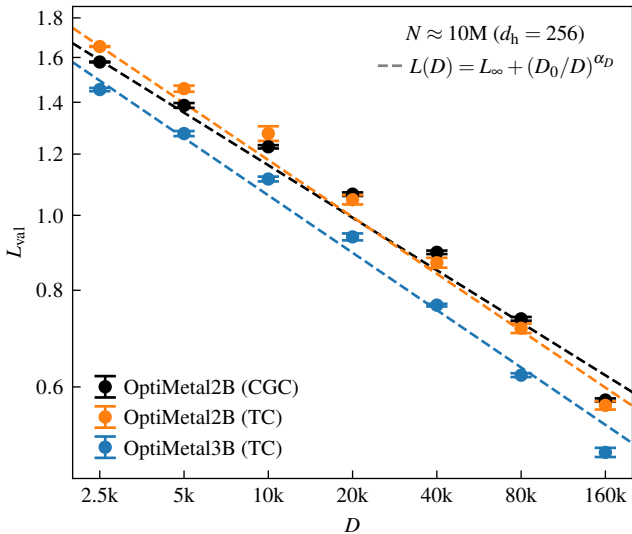 N ≈ 10M (d_h = 256)
L(D) = L_∞ + (D_0/D)^{α_D}
1.8
1.6
1.4
1.2
1.0
0.8
0.6
L_val
OptiMetal2B (CGC)
OptiMetal2B (TC)
OptiMetal3B (TC)
2.5k 5k 10k 20k 40k 80k 160k
D